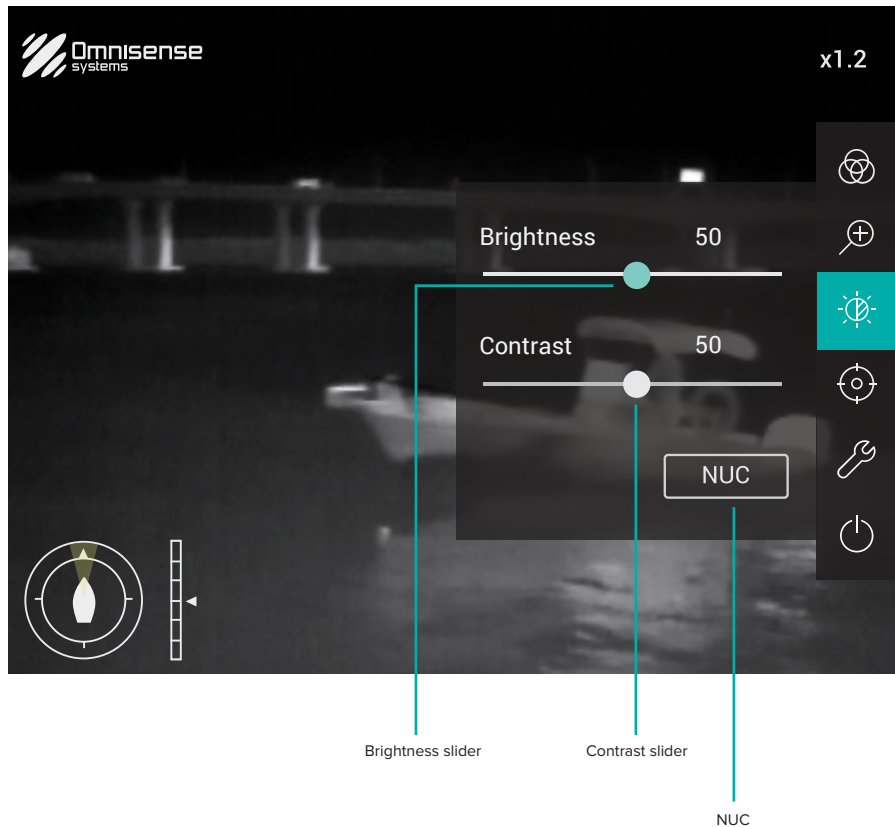 Omnisense
systems
x1.2
Brightness 50
Contrast 50
NUC
Brightness slider
Contrast slider
NUC